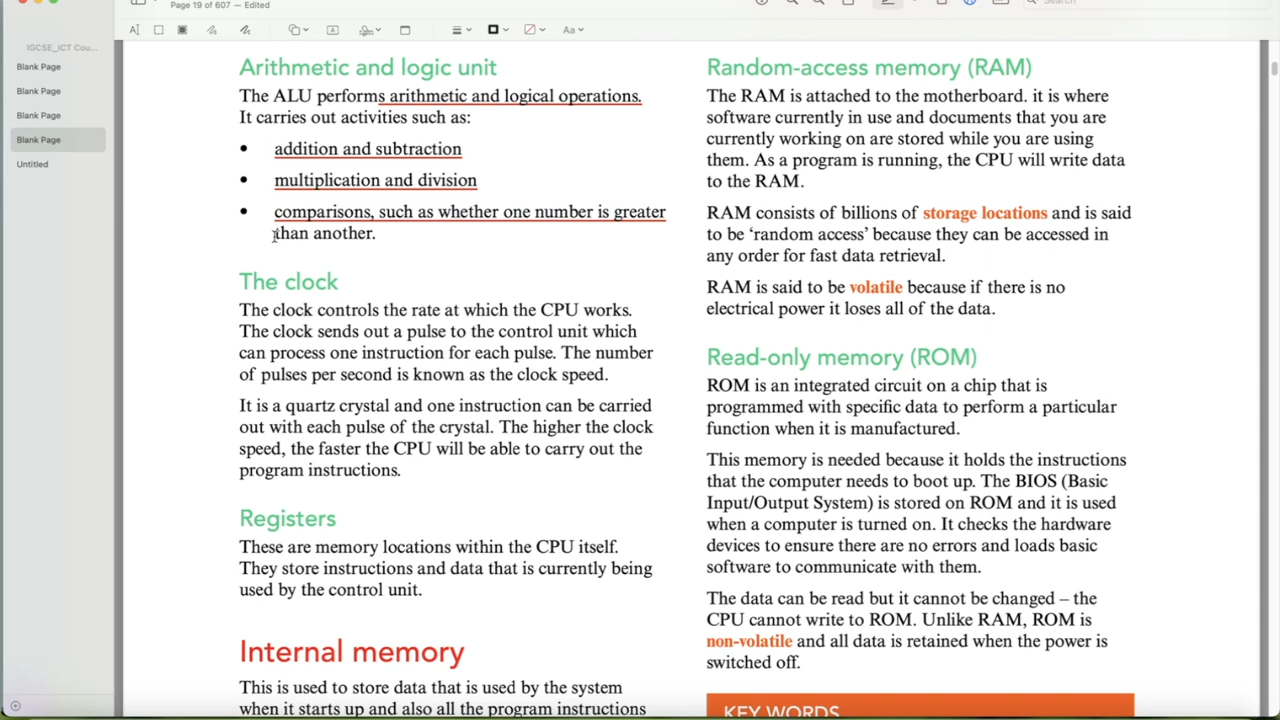 Page 19 of 607 – Edited
Search
Aa
IGCSE_ICT Cou...
Blank Page
Blank Page
Blank Page
Blank Page
Untitled
Arithmetic and logic unit
The ALU performs arithmetic and logical operations.
It carries out activities such as:
• addition and subtraction
• multiplication and division
• comparisons, such as whether one number is greater
than another.
The clock
The clock controls the rate at which the CPU works.
The clock sends out a pulse to the control unit which
can process one instruction for each pulse. The number
of pulses per second is known as the clock speed.
It is a quartz crystal and one instruction can be carried
out with each pulse of the crystal. The higher the clock
speed, the faster the CPU will be able to carry out the
program instructions.
Registers
These are memory locations within the CPU itself.
They store instructions and data that is currently being
used by the control unit.
Internal memory
This is used to store data that is used by the system
when it starts up and also all the program instructions
Random-access memory (RAM)
The RAM is attached to the motherboard. it is where
software currently in use and documents that you are
currently working on are stored while you are using
them. As a program is running, the CPU will write data
to the RAM.
RAM consists of billions of storage locations and is said
to be ‘random access’ because they can be accessed in
any order for fast data retrieval.
RAM is said to be volatile because if there is no
electrical power it loses all of the data.
Read-only memory (ROM)
ROM is an integrated circuit on a chip that is
programmed with specific data to perform a particular
function when it is manufactured.
This memory is needed because it holds the instructions
that the computer needs to boot up. The BIOS (Basic
Input/Output System) is stored on ROM and it is used
when a computer is turned on. It checks the hardware
devices to ensure there are no errors and loads basic
software to communicate with them.
The data can be read but it cannot be changed – the
CPU cannot write to ROM. Unlike RAM, ROM is
non-volatile and all data is retained when the power is
switched off.
KEY WORDS